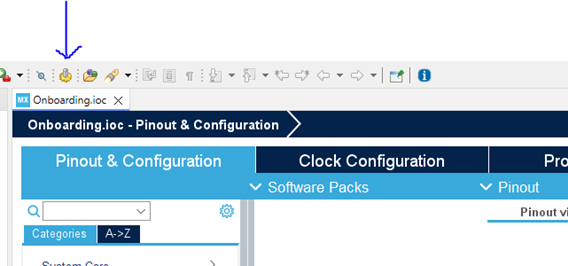 MX Onboarding.ioc
Onboarding.ioc - Pinout & Configuration
Pinout & Configuration
Clock Configuration
Pro
Software Packs
Pinout
Pinout vi
Categories
A->Z
System Core